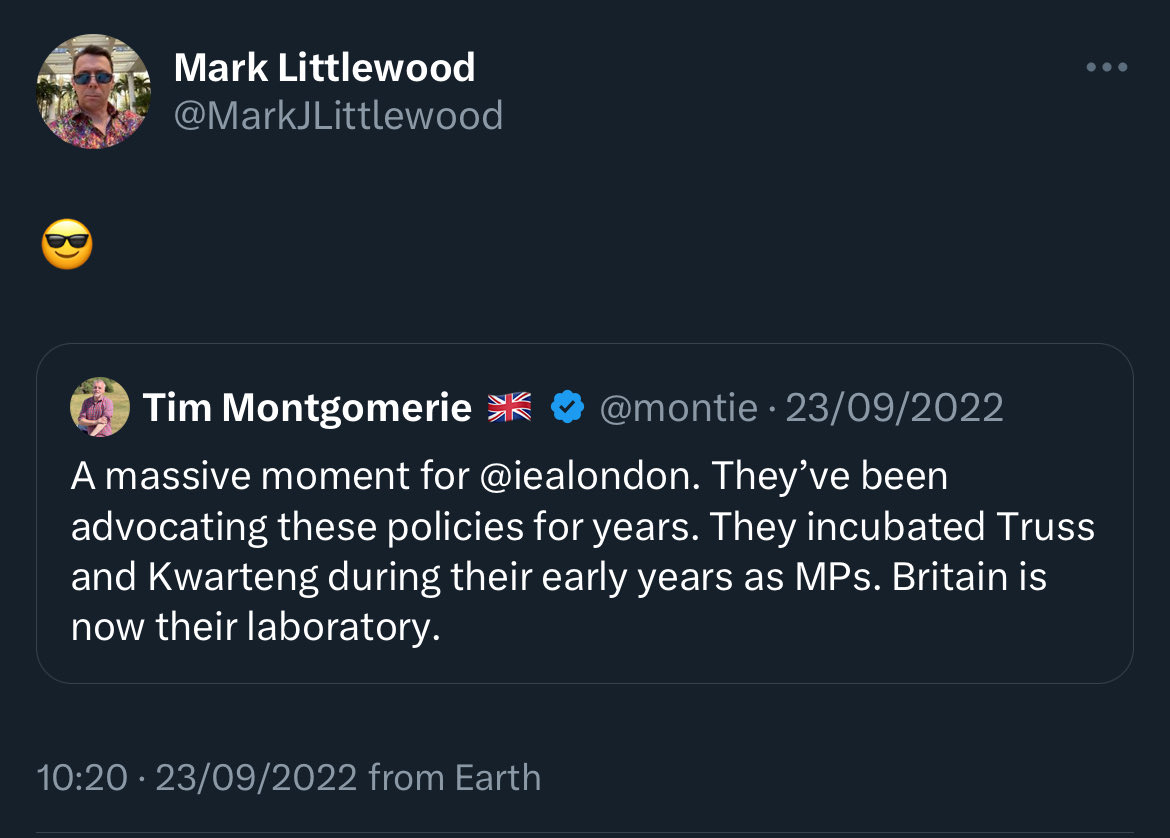 Mark Littlewood
@MarkJLittlewood
😎
Tim Montgomerie 🇬🇧 @montie · 23/09/2022
A massive moment for @iealondon. They’ve been
advocating these policies for years. They incubated Truss
and Kwarteng during their early years as MPs. Britain is
now their laboratory.
10:20 · 23/09/2022 from Earth